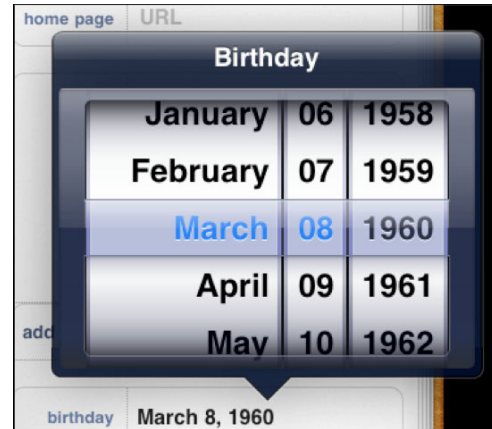 home page URL
Birthday
January 06 1958
February 07 1959
March 08 1960
April 09 1961
add
May 10 1962
birthday March 8, 1960